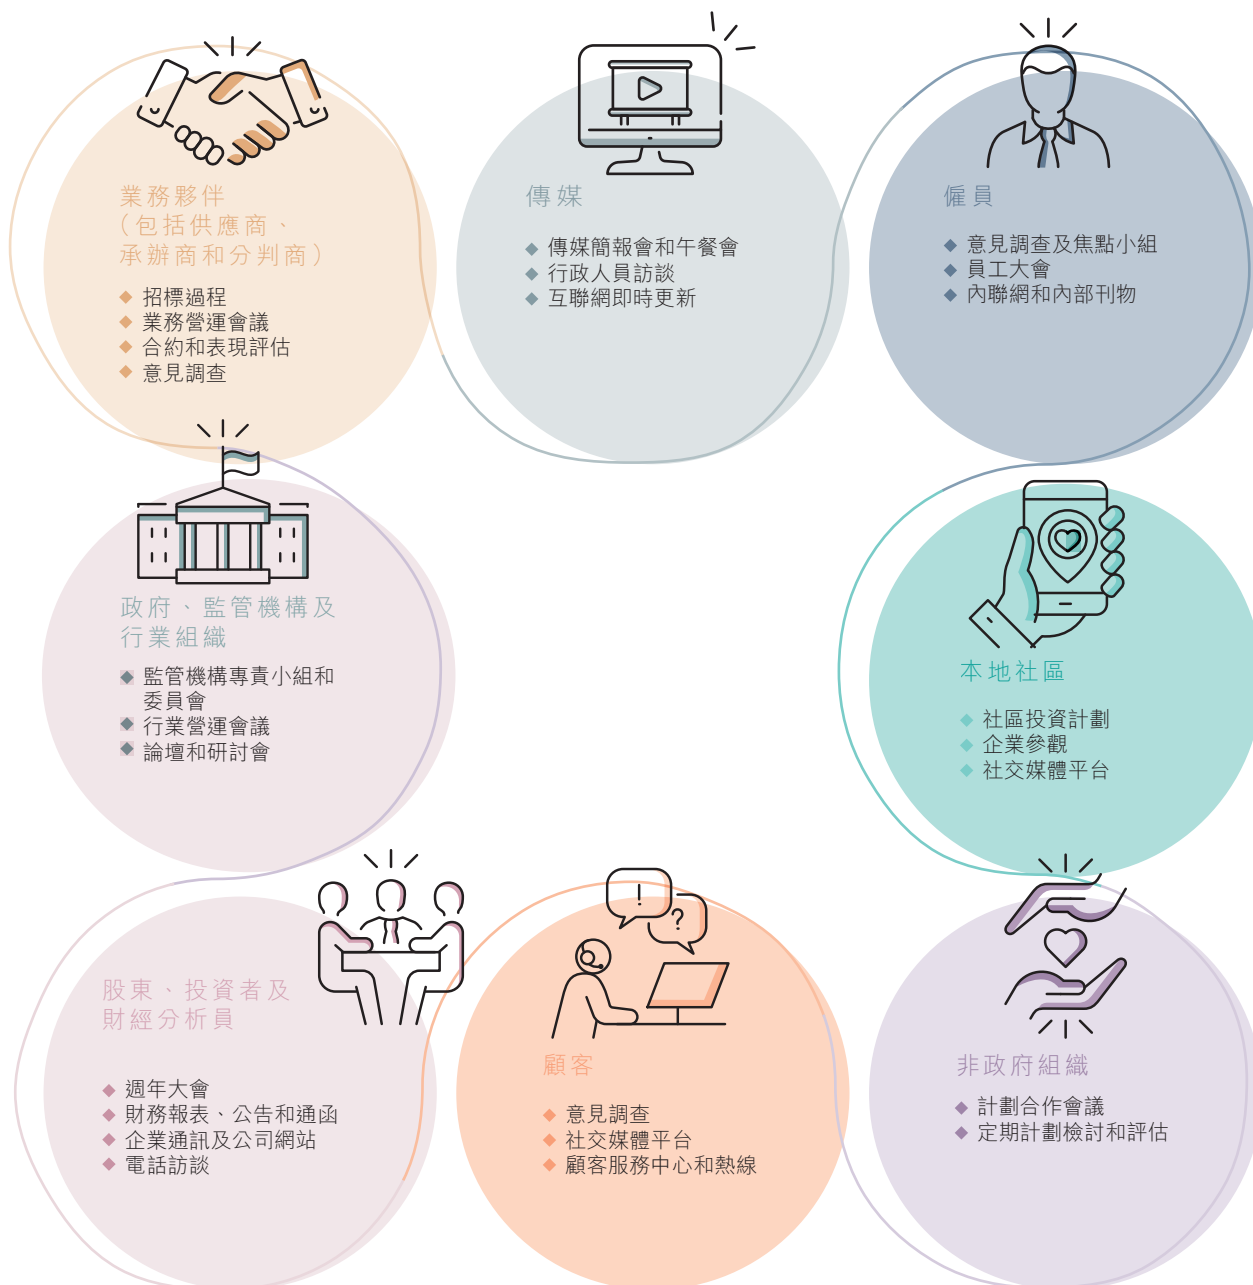 業務夥伴
（包括供應商、
承辦商和分判商）
招標過程
業務營運會議
合約和表現評估
意見調查
傳媒
傳媒簡報會和午餐會
行政人員訪談
互聯網即時更新
僱員
意見調查及焦點小組
員工大會
內聯網和內部刊物
政府、監管機構及
行業組織
監管機構專責小組和
委員會
行業營運會議
論壇和研討會
本地社區
社區投資計劃
企業參觀
社交媒體平台
股東、投資者及
財經分析員
週年大會
財務報表、公告和通函
企業通訊及公司網站
電話訪談
! ?
顧客
意見調查
社交媒體平台
顧客服務中心和熱線
非政府組織
計劃合作會議
定期計劃檢討和評估